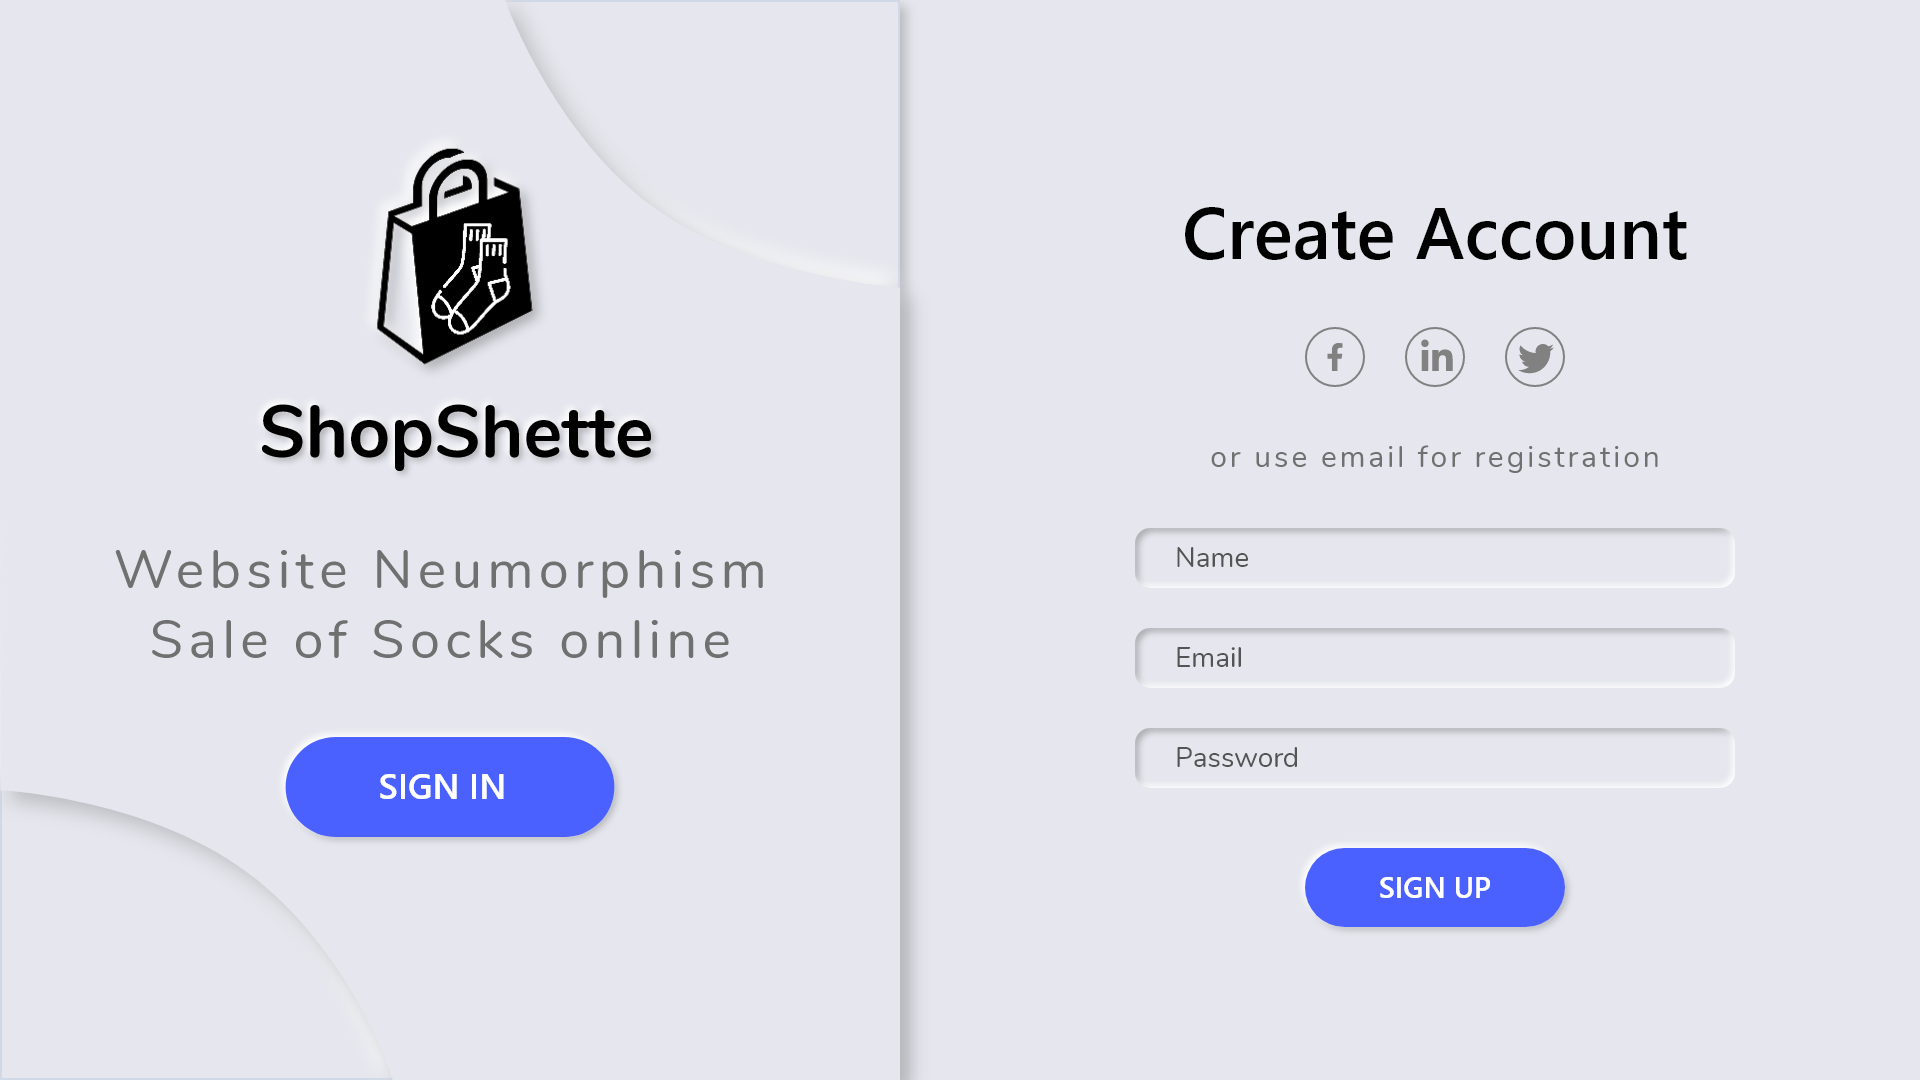 ShopShette
Website Neumorphism
Sale of Socks online
SIGN IN
Create Account
or use email for registration
Name
Email
Password
SIGN UP